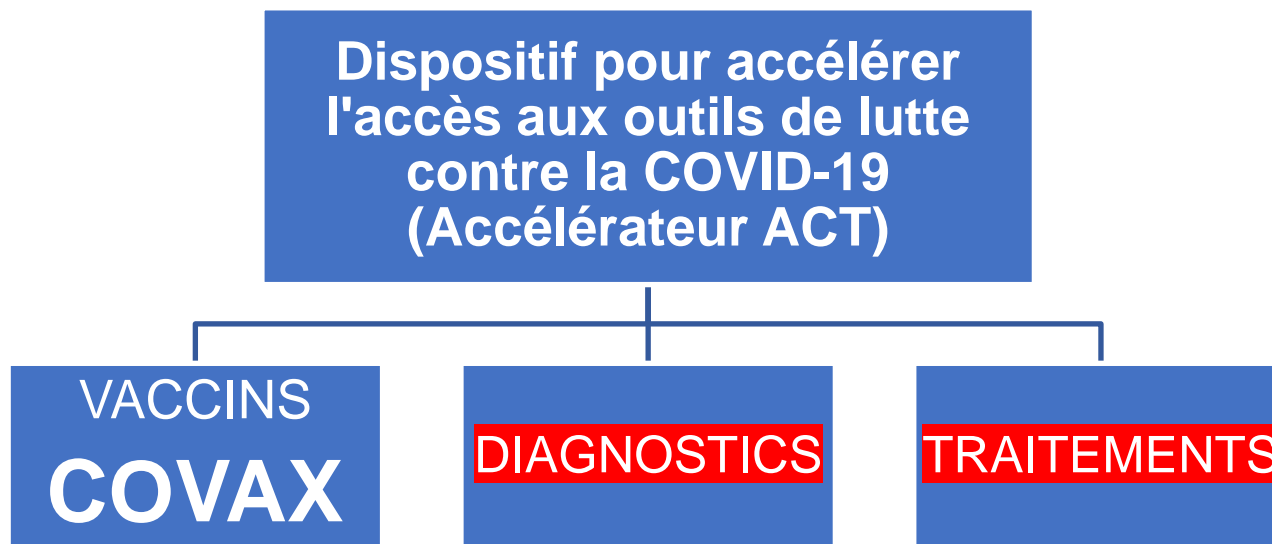 Dispositif pour accélérer
l'accès aux outils de lutte
contre la COVID-19
(Accélérateur ACT)
VACCINS
COVAX
DIAGNOSTICS
TRAITEMENTS